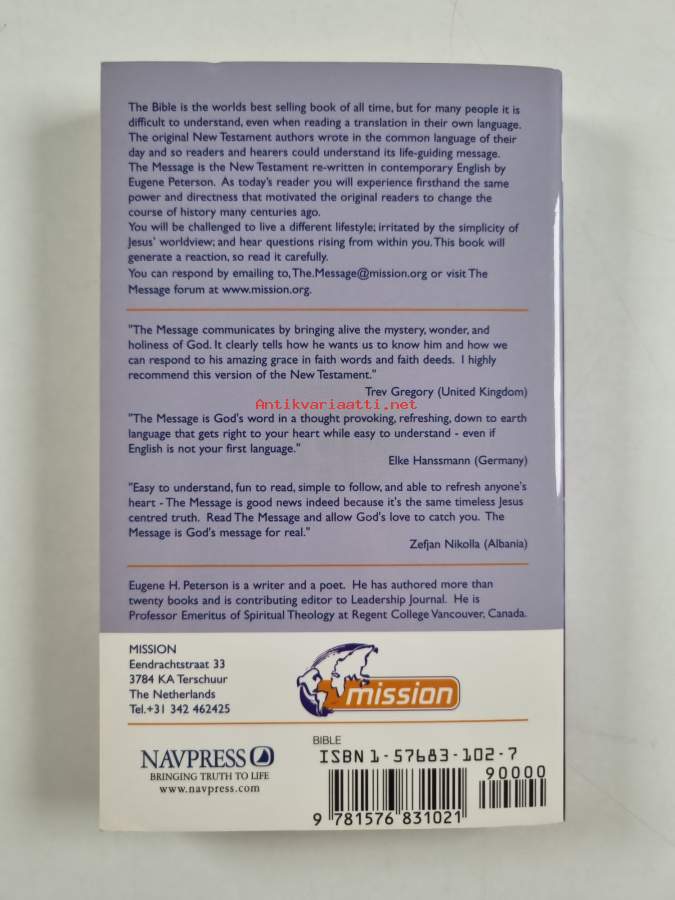 The Bible is the worlds best selling book of all time, but for many people it is
difficult to understand, even when reading a translation in their own language.
The original New Testament authors wrote in the common language of their
day and so readers and hearers could understand its life-guiding message.
The Message is the New Testament re-written in contemporary English by
Eugene Peterson. As today's reader you will experience firsthand the same
power and directness that motivated the original readers to change the
course of history many centuries ago.
You will be challenged to live a different lifestyle; irritated by the simplicity of
Jesus' worldview; and hear questions rising from within you. This book will
generate a reaction, so read it carefully.
You can respond by emailing to, The.Message@mission.org or visit The
Message forum at www.mission.org.
"The Message communicates by bringing alive the mystery, wonder, and
holiness of God. It clearly tells how he wants us to know him and how we
can respond to his amazing grace in faith words and faith deeds. I highly
recommend this version of the New Testament."
Trev Gregory (United Kingdom)
Antikvariaatti.net
"The Message is God's word in a thought provoking, refreshing, down to earth
language that gets right to your heart while easy to understand - even if
English is not your first language."
Elke Hanssmann (Germany)
"Easy to understand, fun to read, simple to follow, and able to refresh anyone's
heart - The Message is good news indeed because it's the same timeless Jesus
centred truth. Read The Message and allow God's love to catch you. The
Message is God's message for real."
Zefjan Nikolla (Albania)
Eugene H. Peterson is a writer and a poet. He has authored more than
twenty books and is contributing editor to Leadership Journal. He is
Professor Emeritus of Spiritual Theology at Regent College Vancouver, Canada.
MISSION
Eendrachtstraat 33
3784 KA Terschuur
The Netherlands
Tel.+31 342 462425
mission
NAVPRESS
BRINGING TRUTH TO LIFE
www.navpress.com
BIBLE
ISBN 1-57683-102-7
90000
9 781576 831021